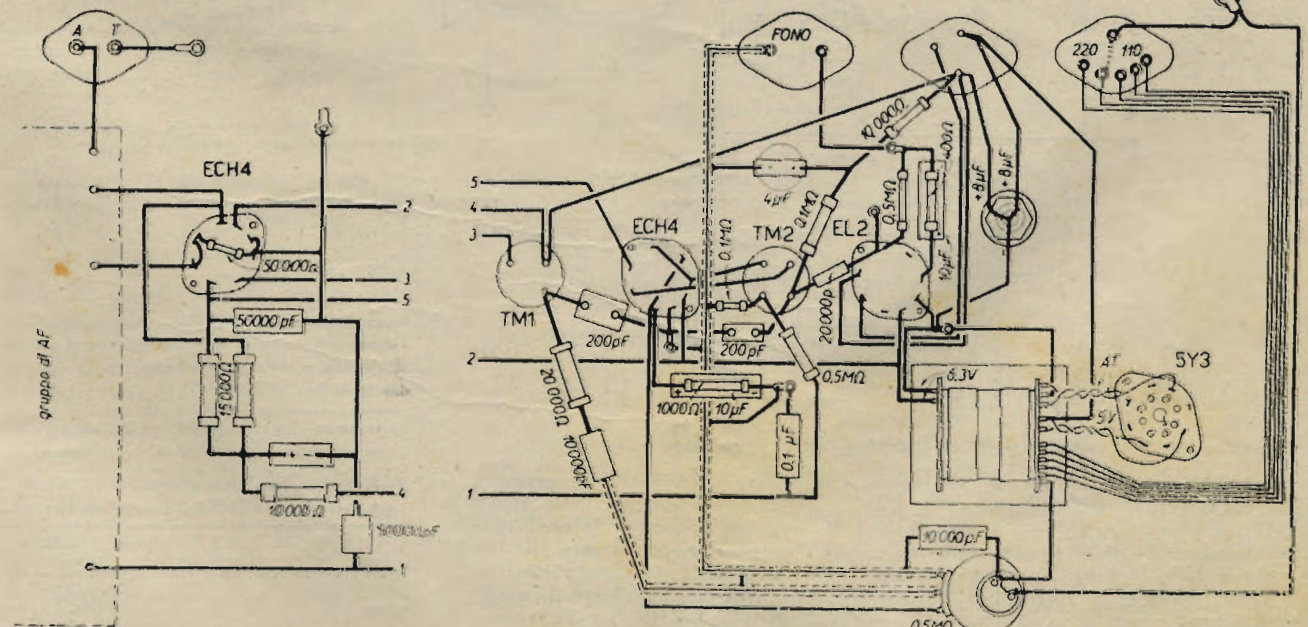 A T
ECH4
2
50000Ω
3
5
50000 pF
15000Ω
gruppo di AF
10000Ω
4
1
FONO
220 110
10000Ω
400Ω
+8µF
+8µF
4µF
0.5MΩ
0.1MΩ
5
4
3
ECH4
0.1MΩ
TM2
EL2
10µF
20000p
TM1
200pF
200pF
2
0,5MΩ
6,3V
AT
5Y3
5V
20000Ω
1000Ω 10µF
0.1 µF
10000pF
1
10000pF
0.5MΩ